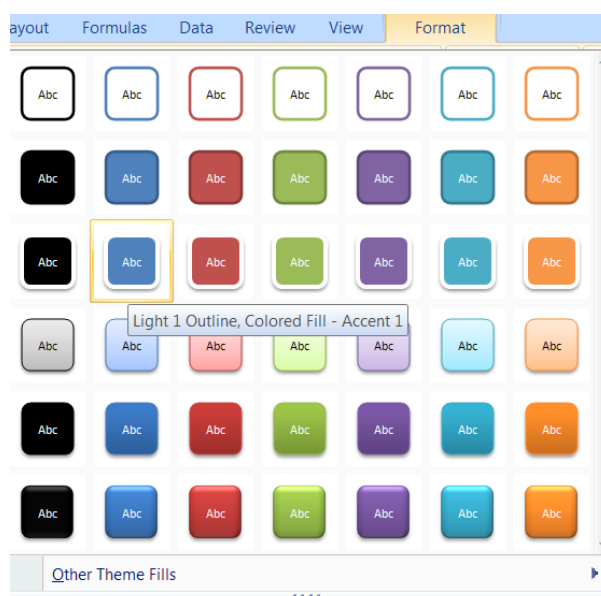 ayout Formulas Data Review View Format
Abc Abc Abc Abc Abc Abc Abc
Abc Abc Abc Abc Abc Abc Abc
Abc Abc Abc Abc Abc Abc Abc
Light 1 Outline, Colored Fill - Accent 1
Abc Abc Abc Abc Abc Abc Abc
Abc Abc Abc Abc Abc Abc Abc
Abc Abc Abc Abc Abc Abc Abc
Other Theme Fills